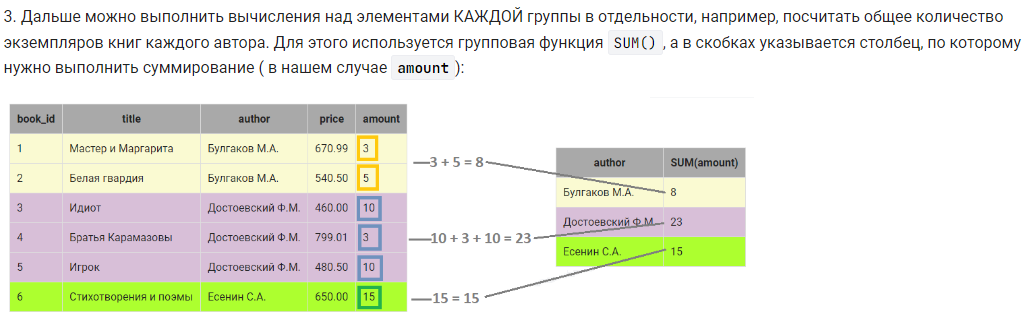 3. Дальше можно выполнить вычисления над элементами КАЖДОЙ группы в отдельности, например, посчитать общее количество
экземпляров книг каждого автора. Для этого используется групповая функция SUM() , а в скобках указывается столбец, по которому
нужно выполнить суммирование ( в нашем случае amount ):
book_id title author price amount
1 Мастер и Маргарита Булгаков М.А. 670.99 3
2 Белая гвардия Булгаков М.А. 540.50 5
3 Идиот Достоевский Ф.М. 460.00 10
4 Братья Карамазовы Достоевский Ф.М. 799.01 3
5 Игрок Достоевский Ф.М. 480.50 10
6 Стихотворения и поэмы Есенин С.А. 650.00 15
3 + 5 = 8
10 + 3 + 10 = 23
15 = 15
author SUM(amount)
Булгаков М.А. 8
Достоевский Ф.М. 23
Есенин С.А. 15